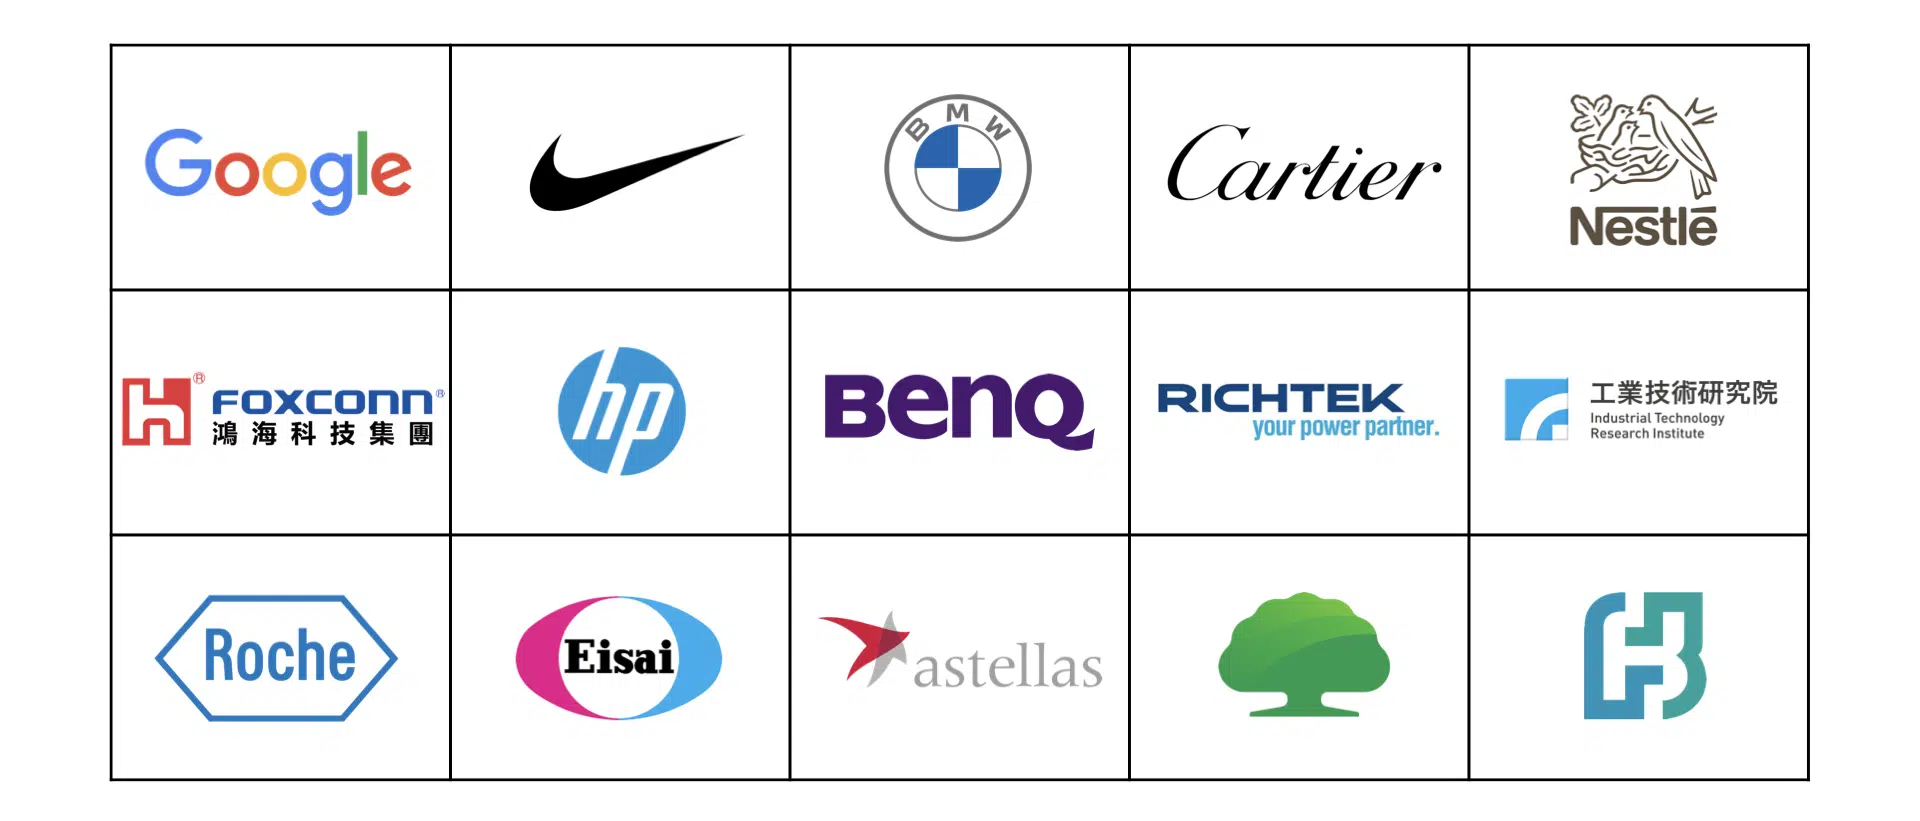 Google
BMW
Cartier
Nestlé
FOXCONN®
鴻海科技集團
®
hp
BenQ
RICHTEK
your power partner.
工業技術研究院
Industrial Technology
Research Institute
Roche
Eisai
astellas